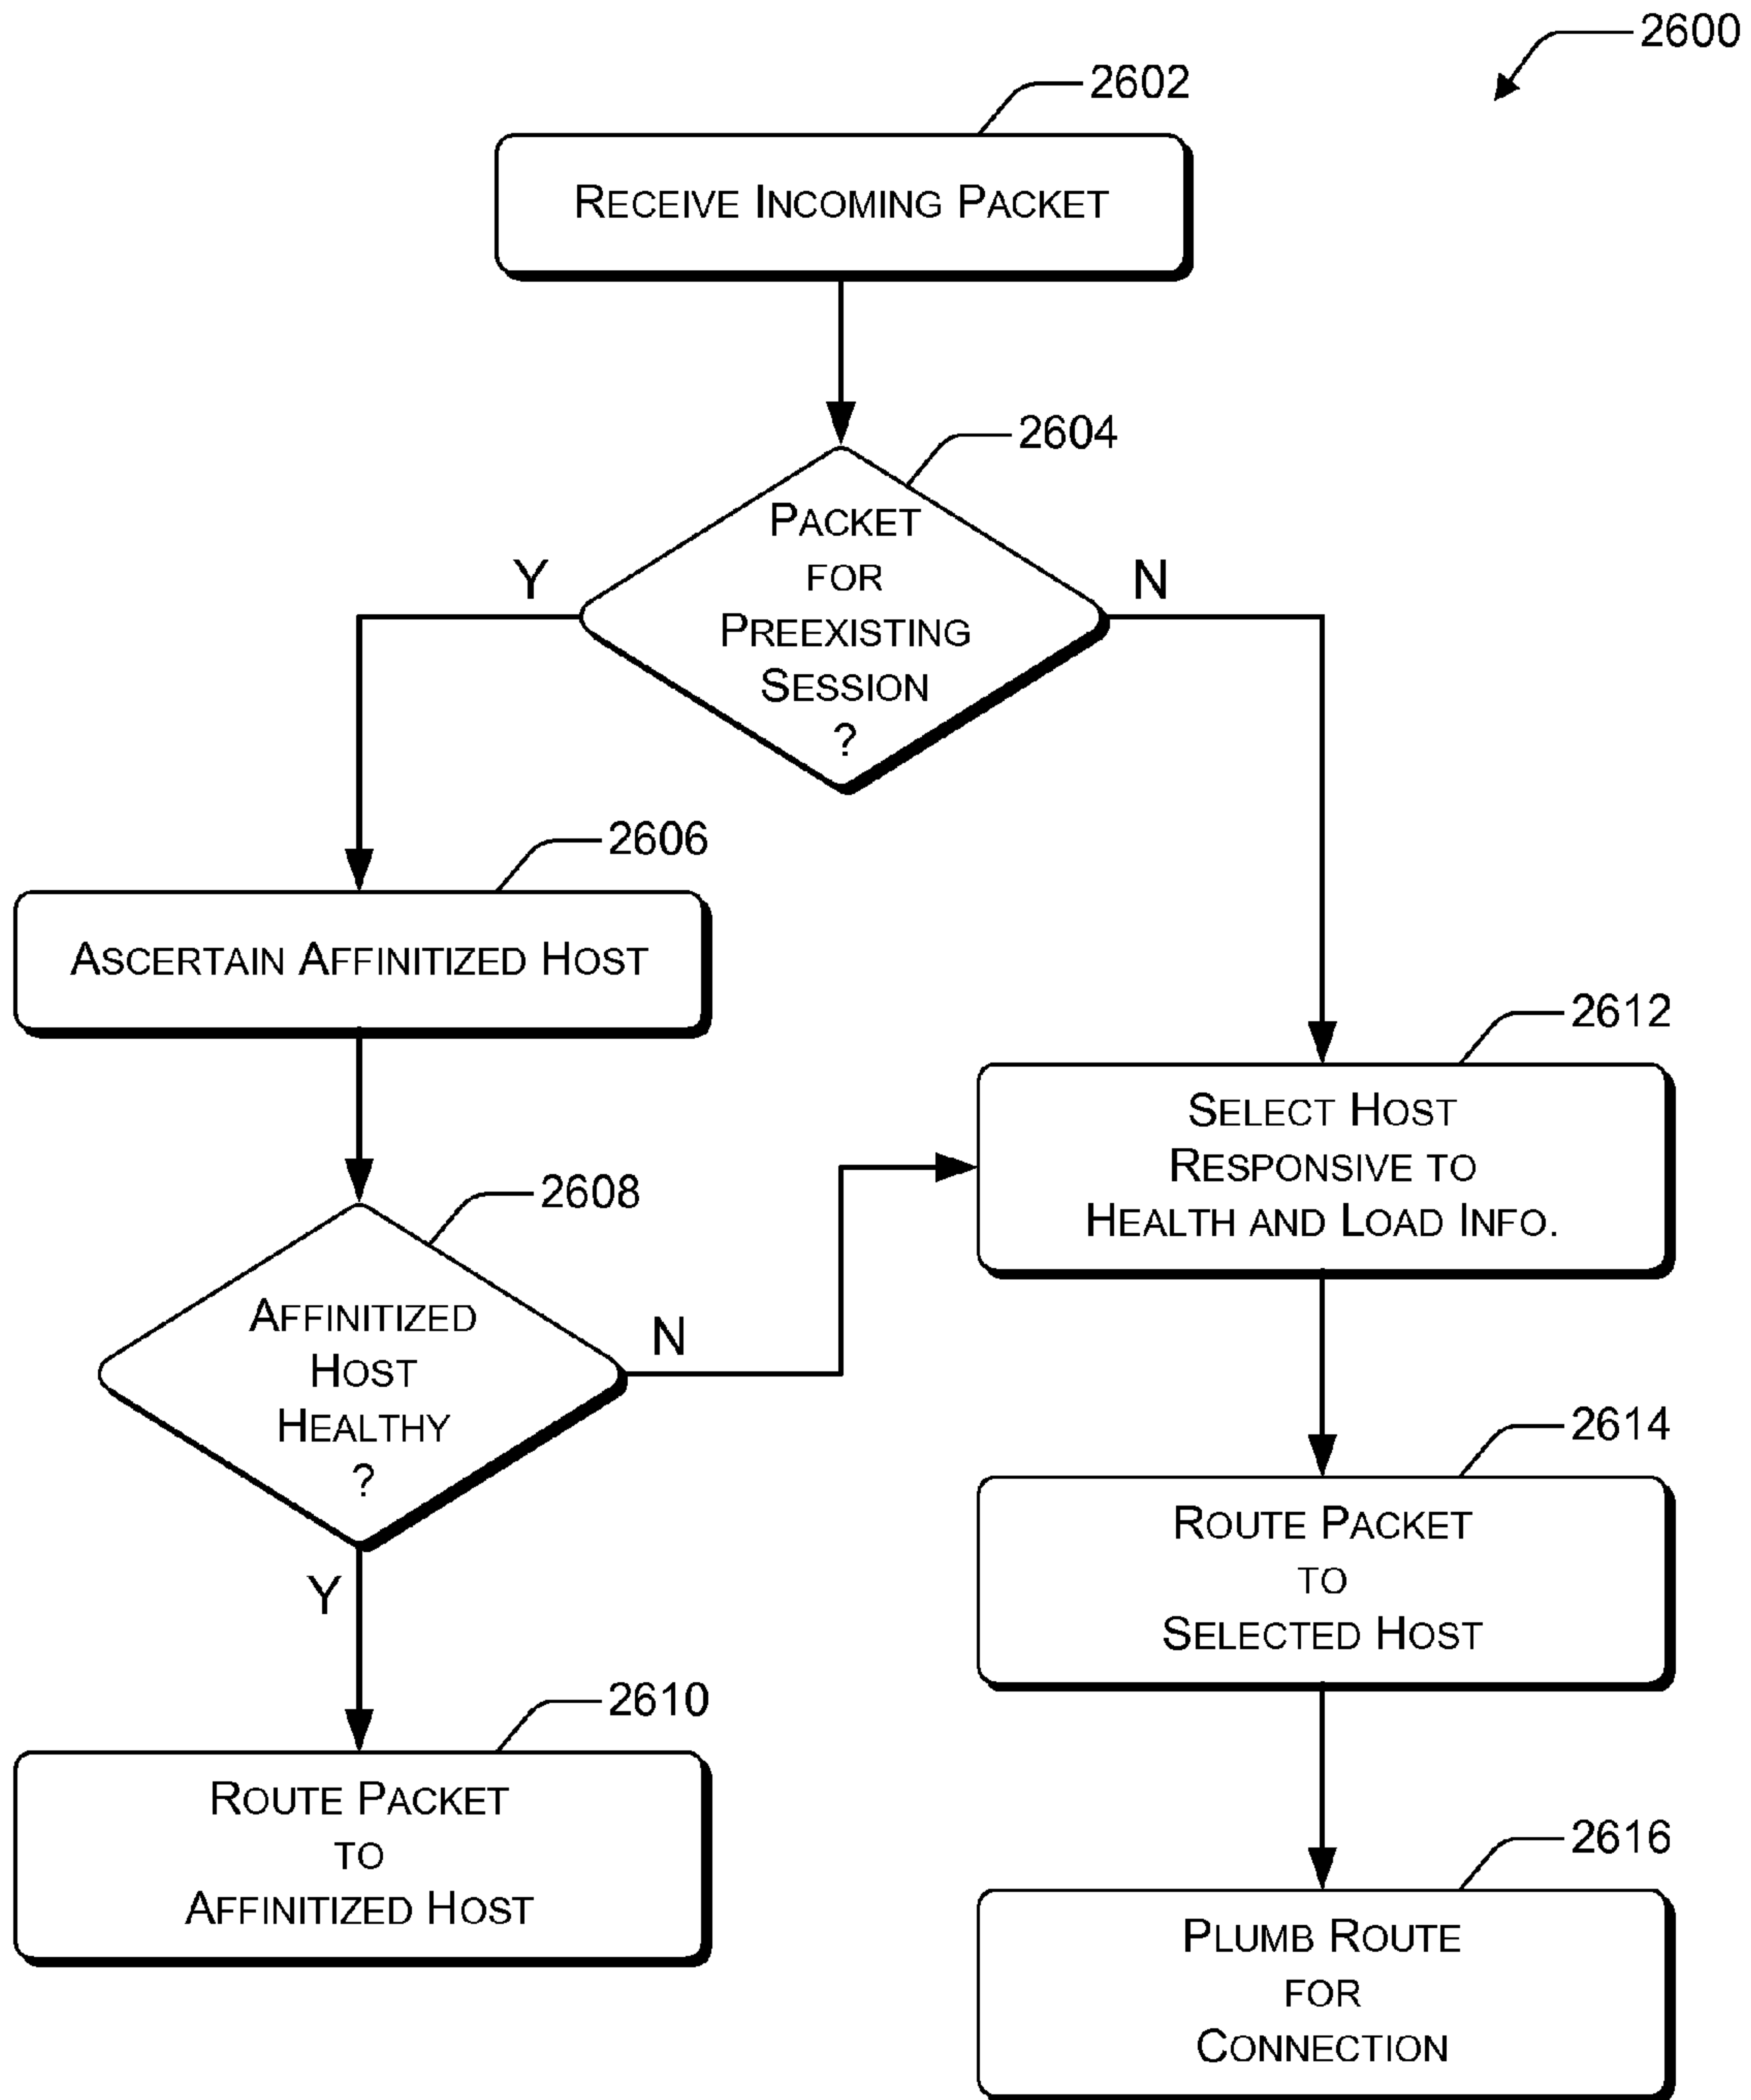 2600
2602
RECEIVE INCOMING PACKET
2604
PACKET
FOR
PREEXISTING
SESSION
?
Y
N
2606
ASCERTAIN AFFINITIZED HOST
2612
SELECT HOST
RESPONSIVE TO
HEALTH AND LOAD INFO.
2608
AFFINITIZED
HOST
HEALTHY
?
N
Y
2614
ROUTE PACKET
TO
SELECTED HOST
2610
ROUTE PACKET
TO
AFFINITIZED HOST
2616
PLUMB ROUTE
FOR
CONNECTION